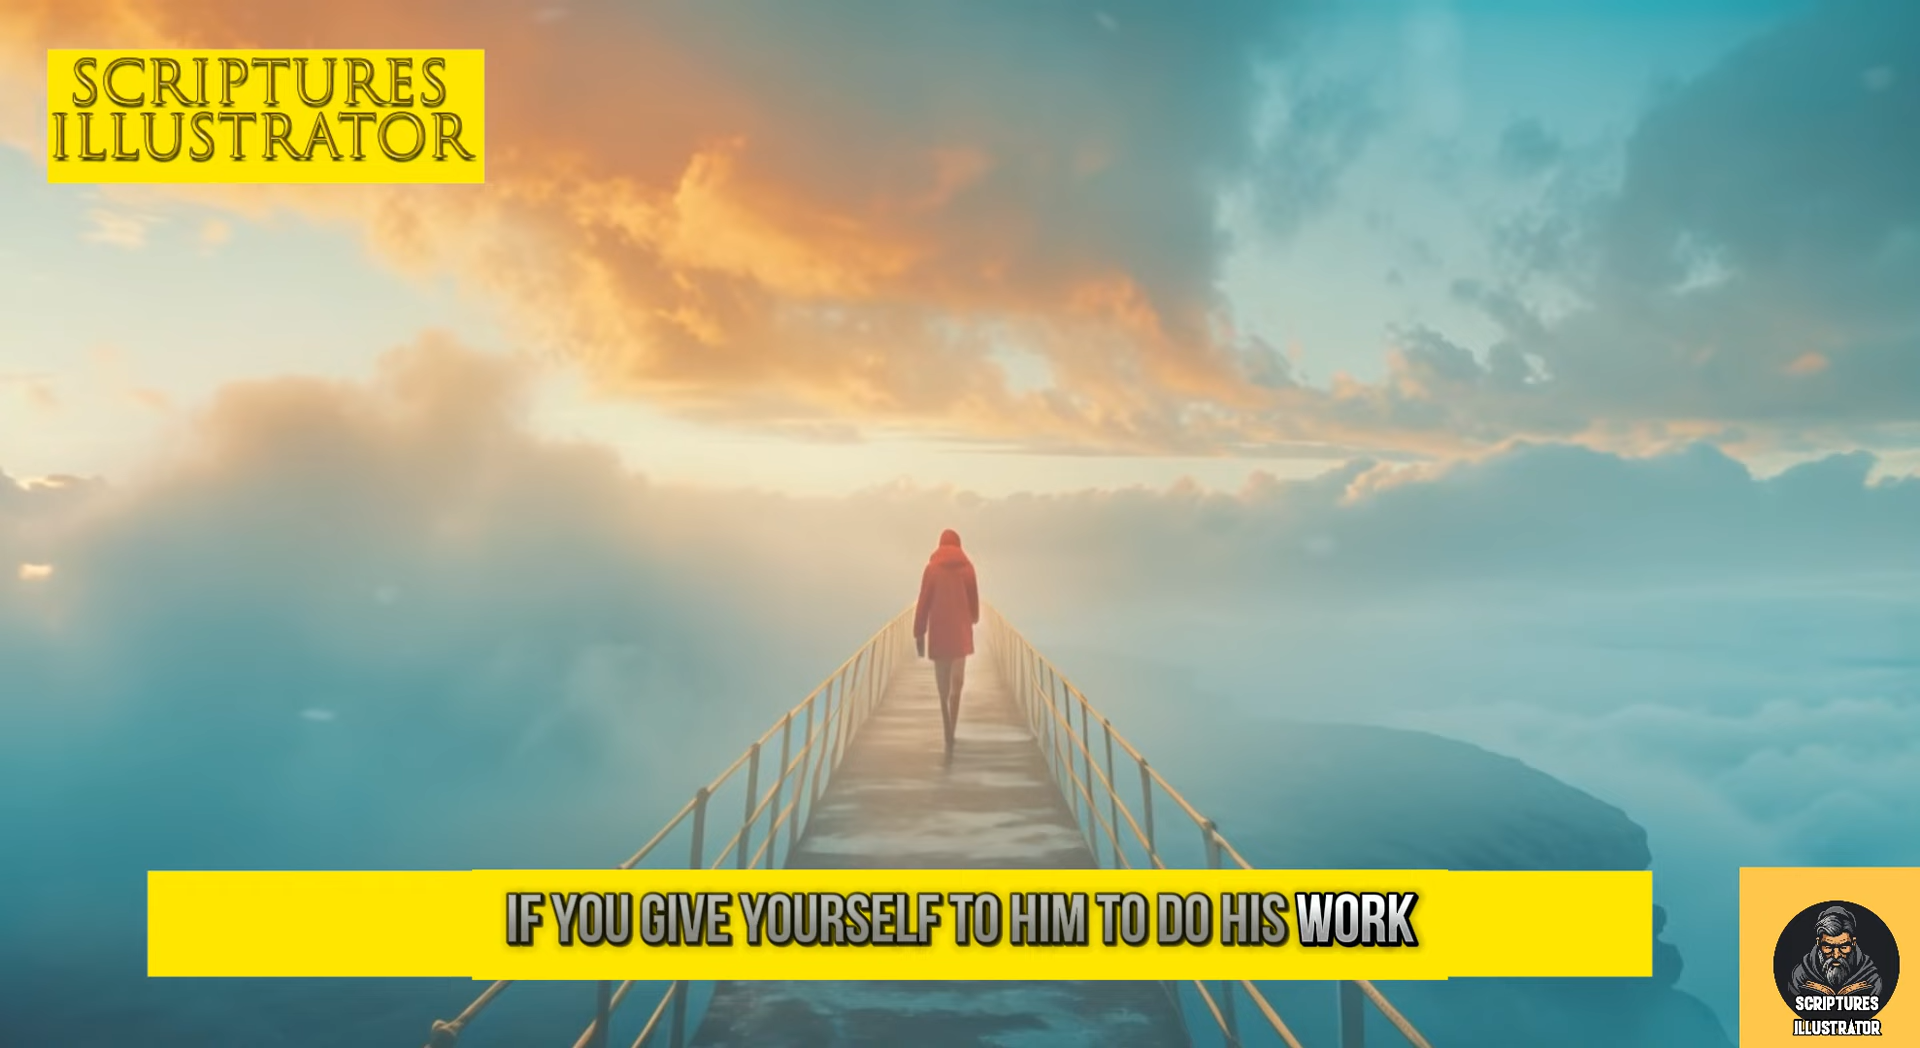 SCRIPTURES
ILLUSTRATOR
IF YOU GIVE YOURSELF TO HIM TO DO HIS WORK
SCRIPTURES
ILLUSTRATOR